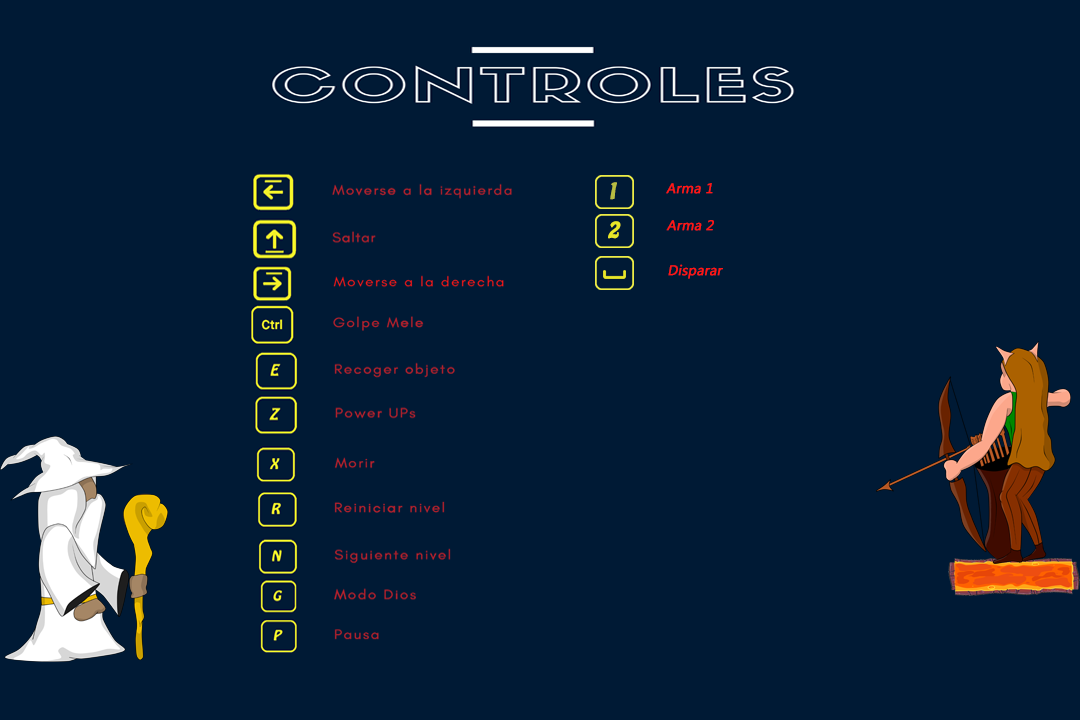 CONTROLES
Moverse a la izquierda
Saltar
Moverse a la derecha
Ctrl Golpe Mele
E Recoger objeto
Z Power UPs
X Morir
R Reiniciar nivel
N Siguiente nivel
G Modo Dios
P Pausa
1 Arma 1
2 Arma 2
Disparar